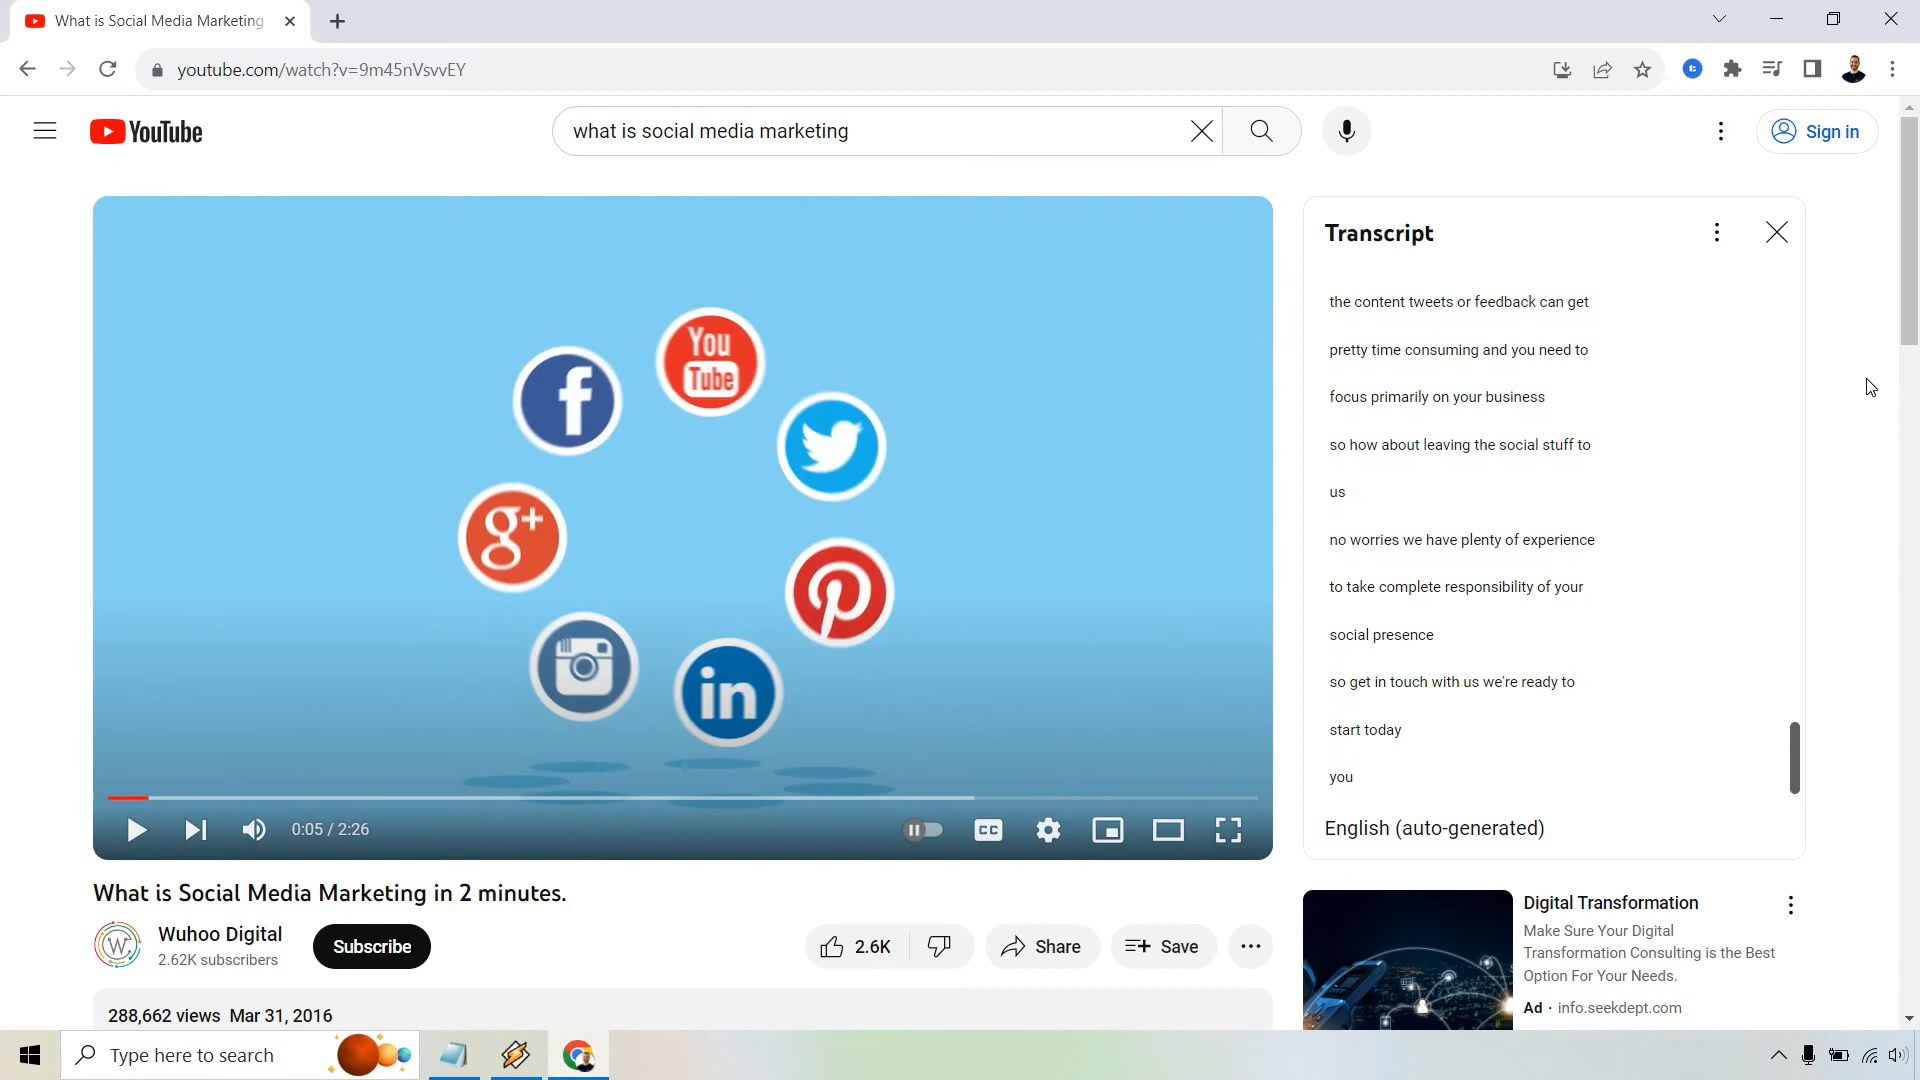 What is Social Media Marketing
youtube.com/watch?v=9m45nVsvvEY
YouTube
what is social media marketing
Sign in
You
Tube
f
g+
in
Transcript
the content tweets or feedback can get
pretty time consuming and you need to
focus primarily on your business
so how about leaving the social stuff to
us
no worries we have plenty of experience
to take complete responsibility of your
social presence
so get in touch with us we're ready to
start today
you
English (auto-generated)
0:05 / 2:26
CC
What is Social Media Marketing in 2 minutes.
W
Wuhoo Digital
2.62K subscribers
Subscribe
2.6K
Share
Save
288,662 views Mar 31, 2016
Digital Transformation
Make Sure Your Digital
Transformation Consulting is the Best
Option For Your Needs.
Ad · info.seekdept.com
Type here to search